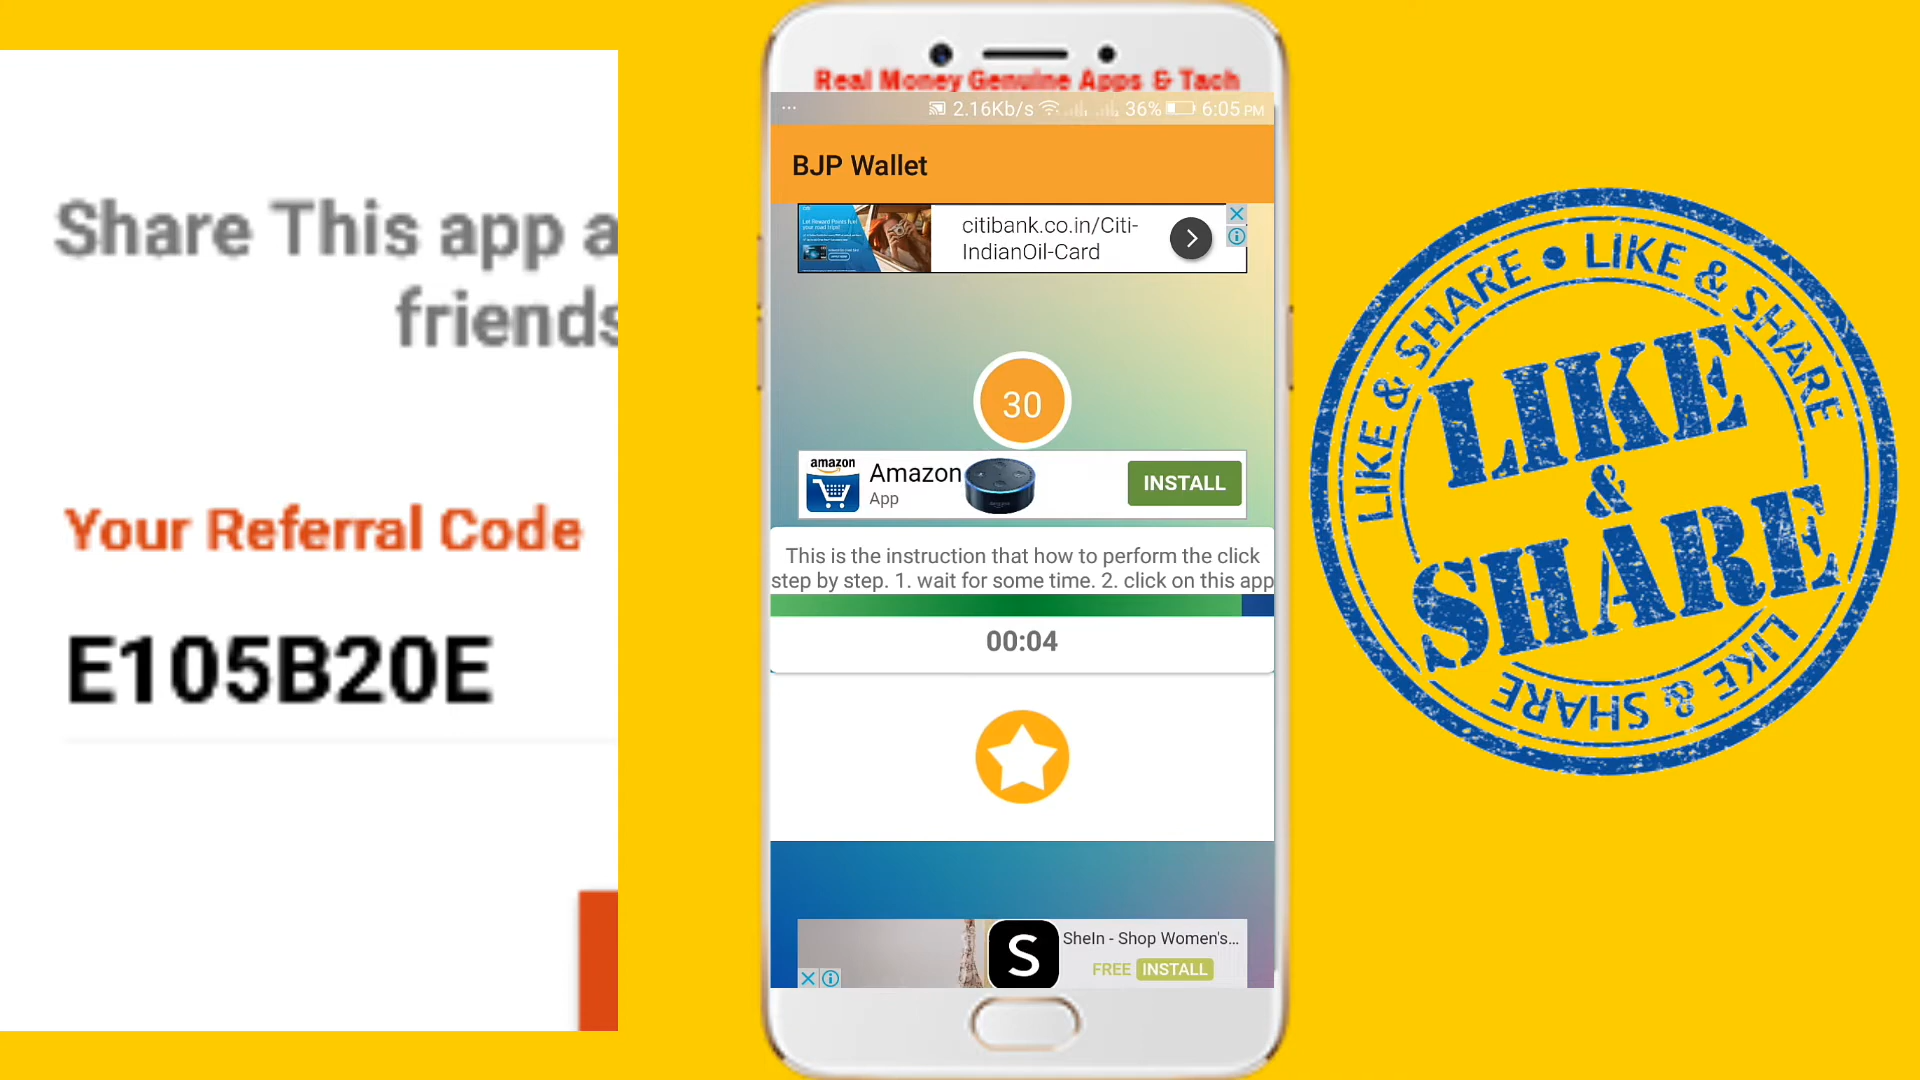 Share This app a
friends
Your Referral Code
E105B20E
Real Money Genuine Apps & Tach
... 2.16Kb/s 36% 6:05 PM
BJP Wallet
citibank.co.in/Citi-
IndianOil-Card
30
amazon
Amazon
App
INSTALL
This is the instruction that how to perform the click
step by step. 1. wait for some time. 2. click on this app
00:04
S
SheIn - Shop Women's...
FREE INSTALL
LIKE & SHARE • LIKE & SHARE
LIKE & SHARE
LIKE
&
SHARE
LIKE & SHARE